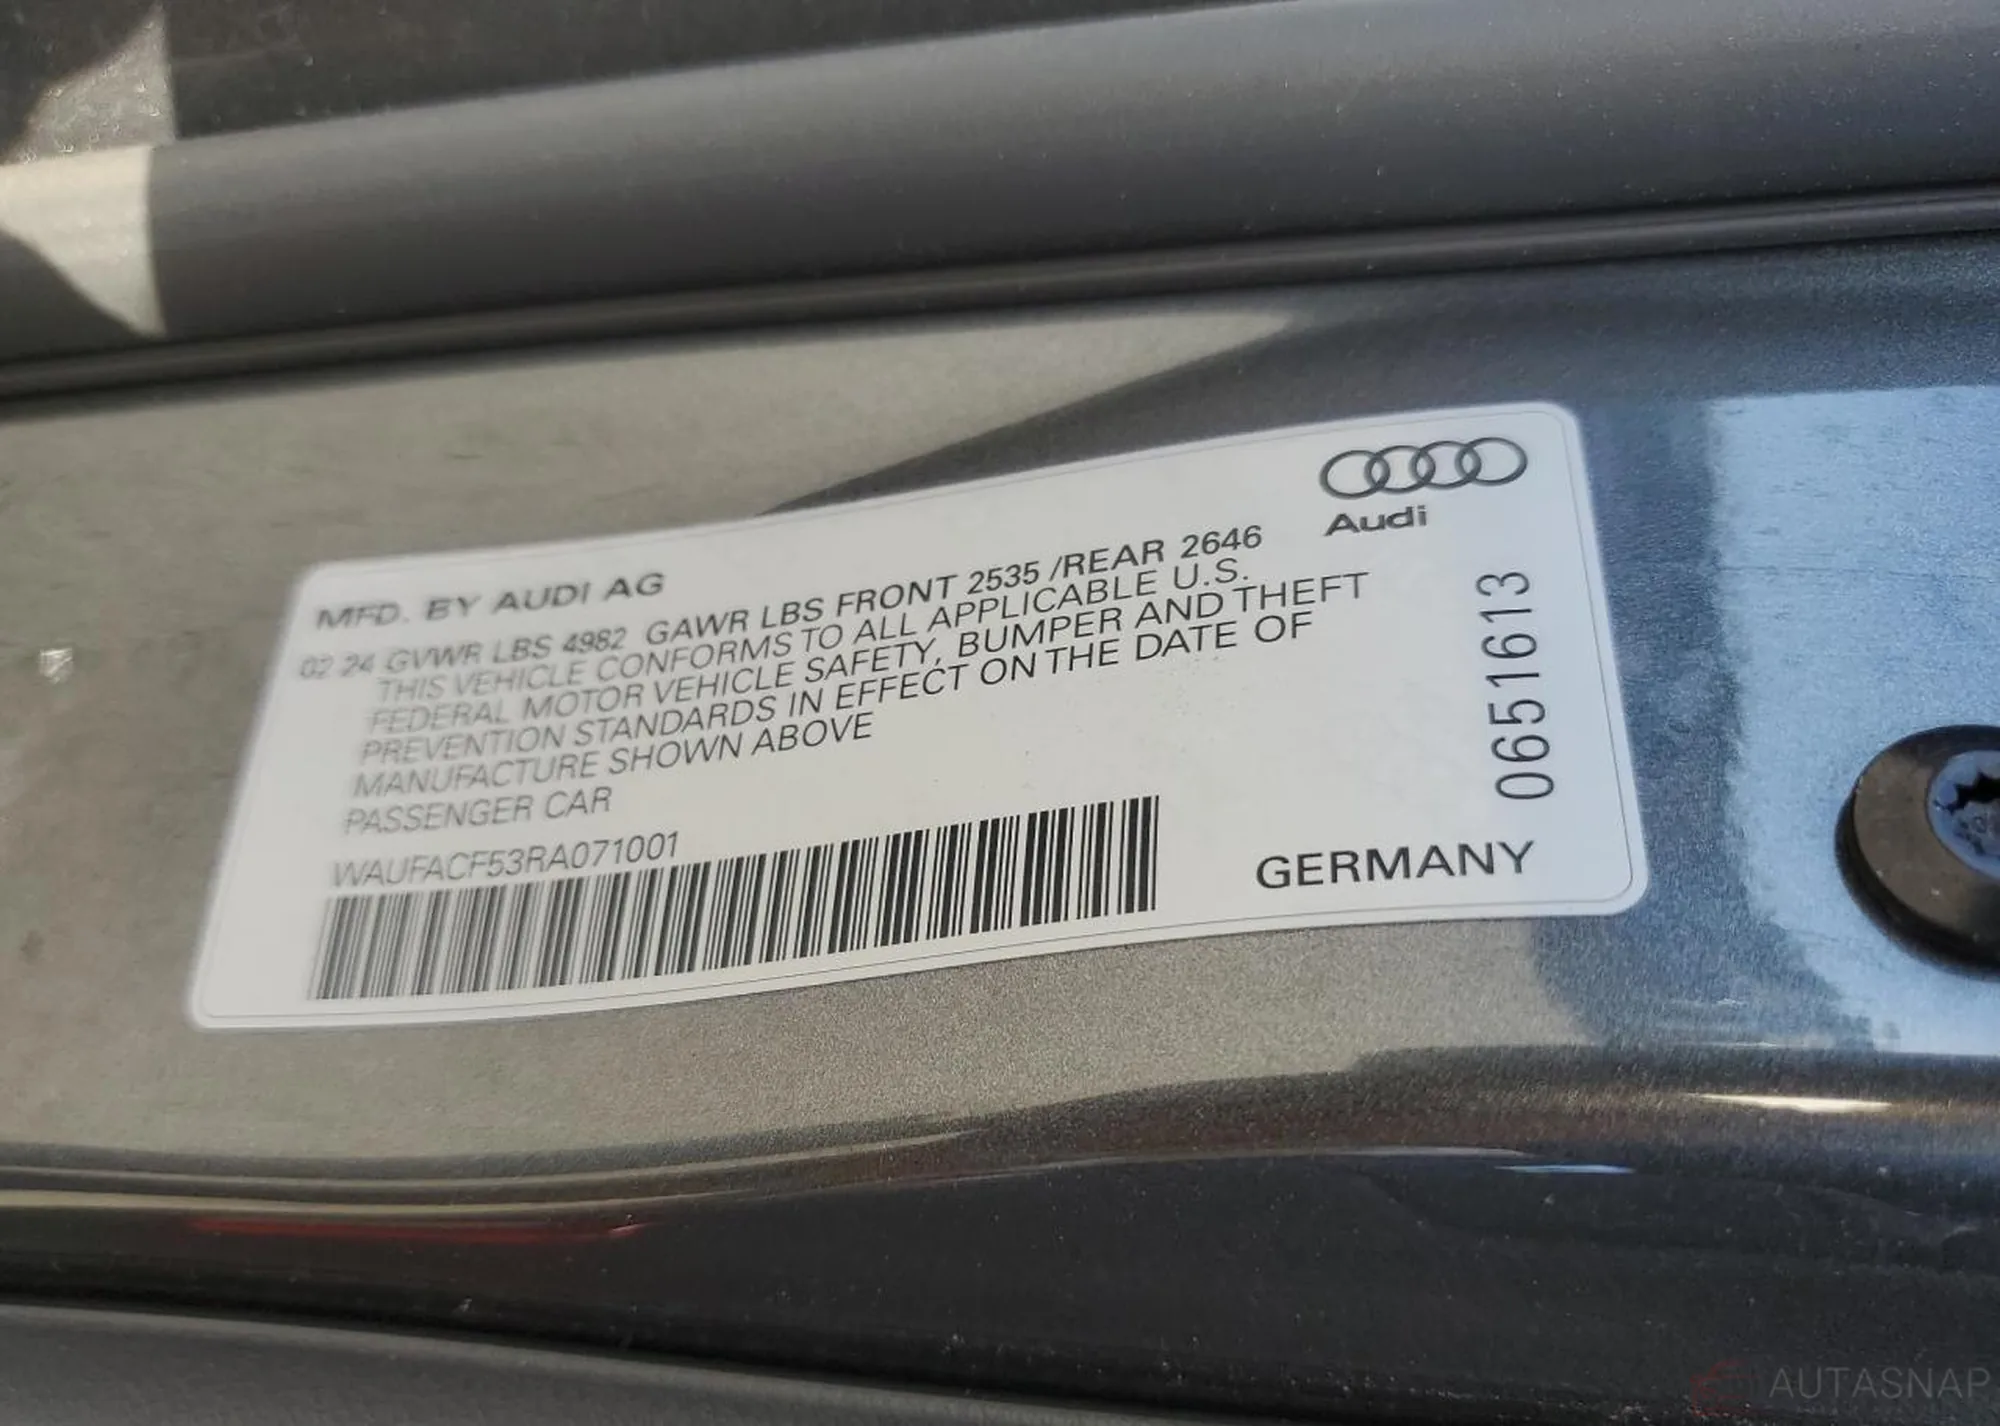 Audi
MFD. BY AUDI AG
02 24 GVWR LBS 4982 GAWR LBS FRONT 2535 /REAR 2646
THIS VEHICLE CONFORMS TO ALL APPLICABLE U.S.
FEDERAL MOTOR VEHICLE SAFETY, BUMPER AND THEFT
PREVENTION STANDARDS IN EFFECT ON THE DATE OF
MANUFACTURE SHOWN ABOVE
PASSENGER CAR
WAUFACF53RA071001
GERMANY
0651613
AUTASNAP